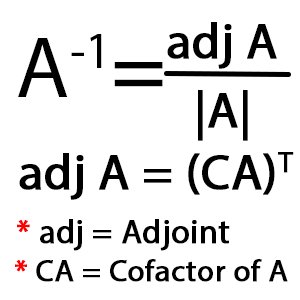 A⁻¹ = adj A / |A|
adj A = (CA)ᵀ
* adj = Adjoint
* CA = Cofactor of A